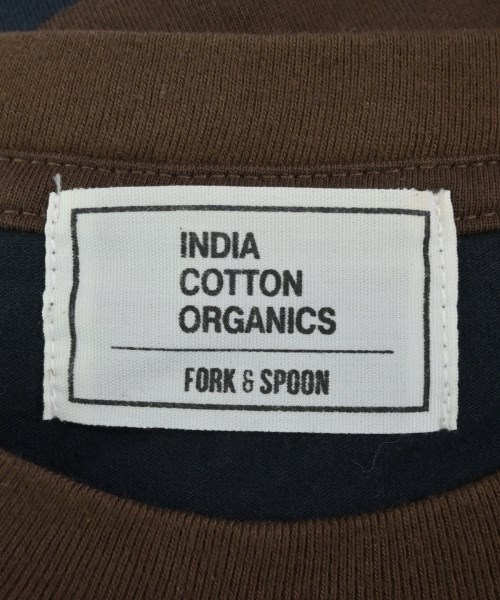 INDIA
COTTON
ORGANICS
FORK & SPOON